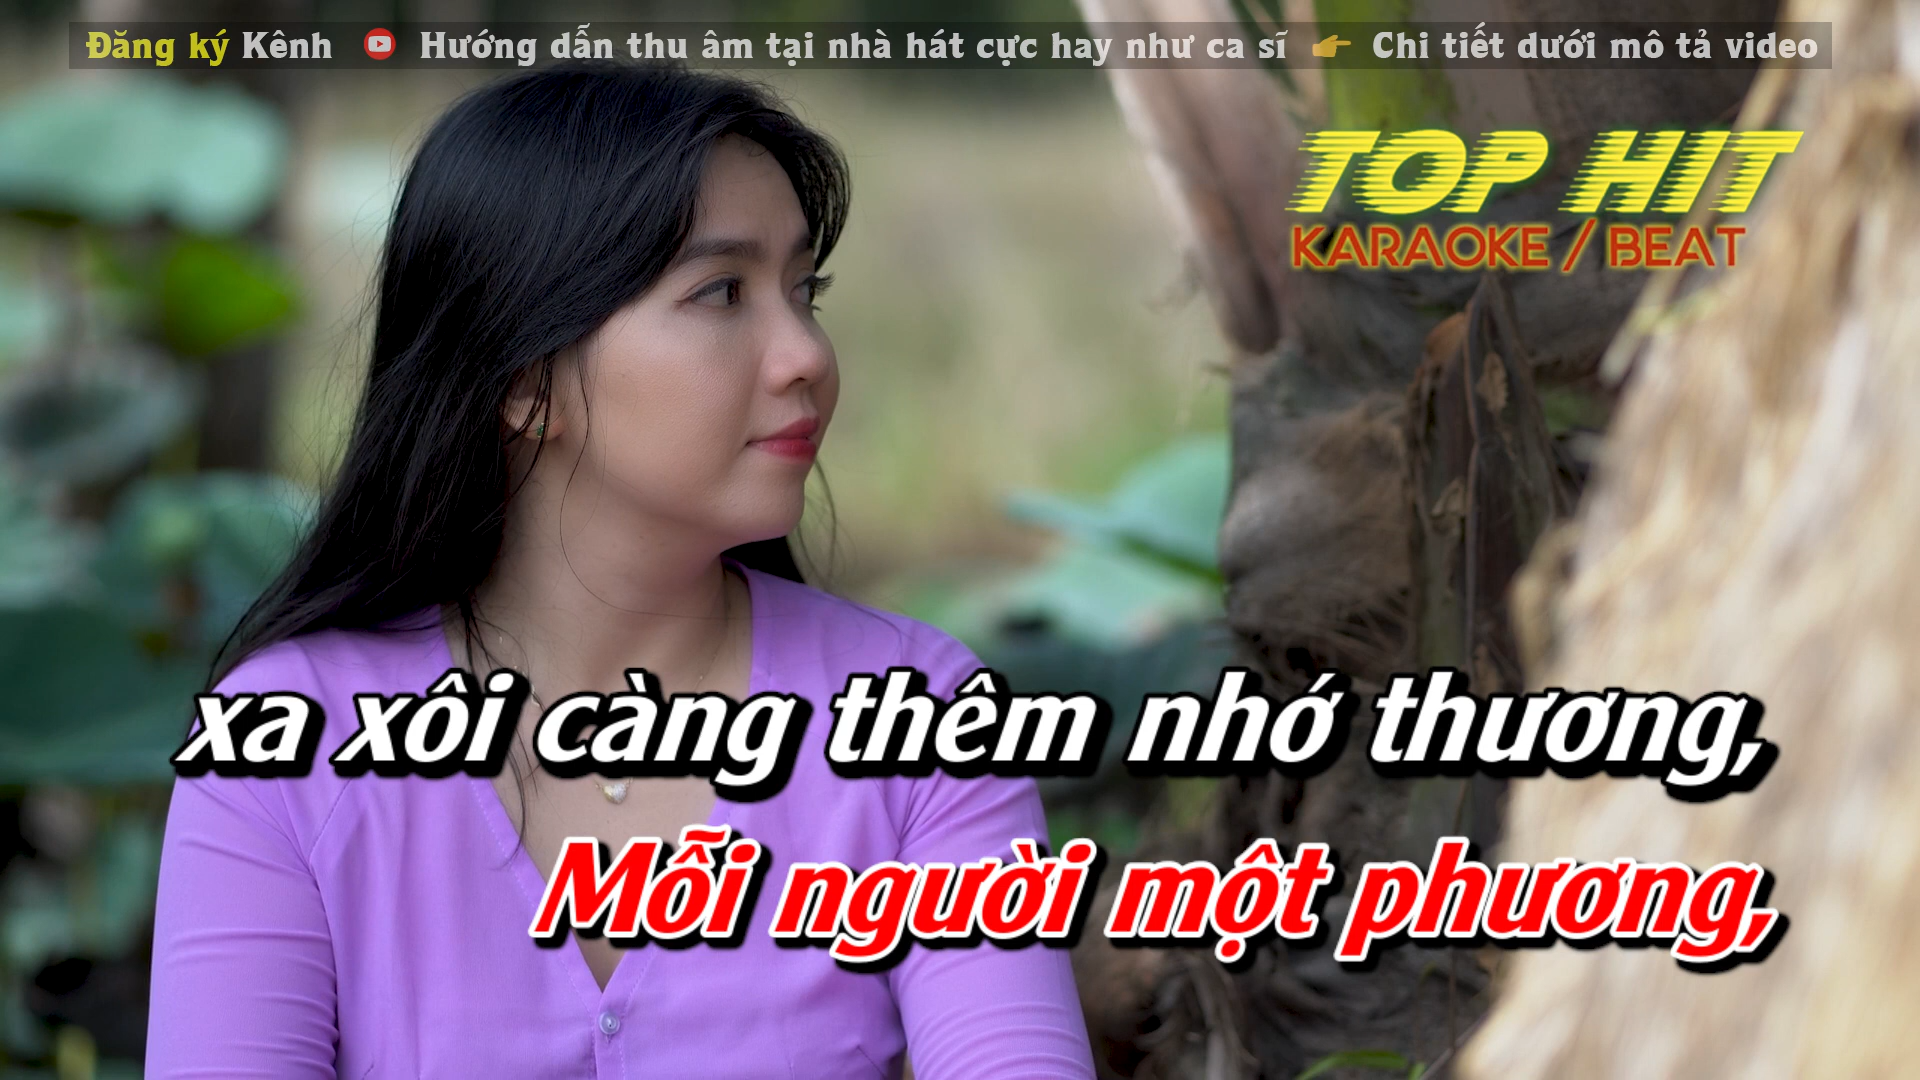 Đăng ký Kênh Hướng dẫn thu âm tại nhà hát cực hay như ca sĩ 👉 Chi tiết dưới mô tả video
TOP HIT
KARAOKE / BEAT
xa xôi càng thêm nhớ thương,
Mỗi người một phương,